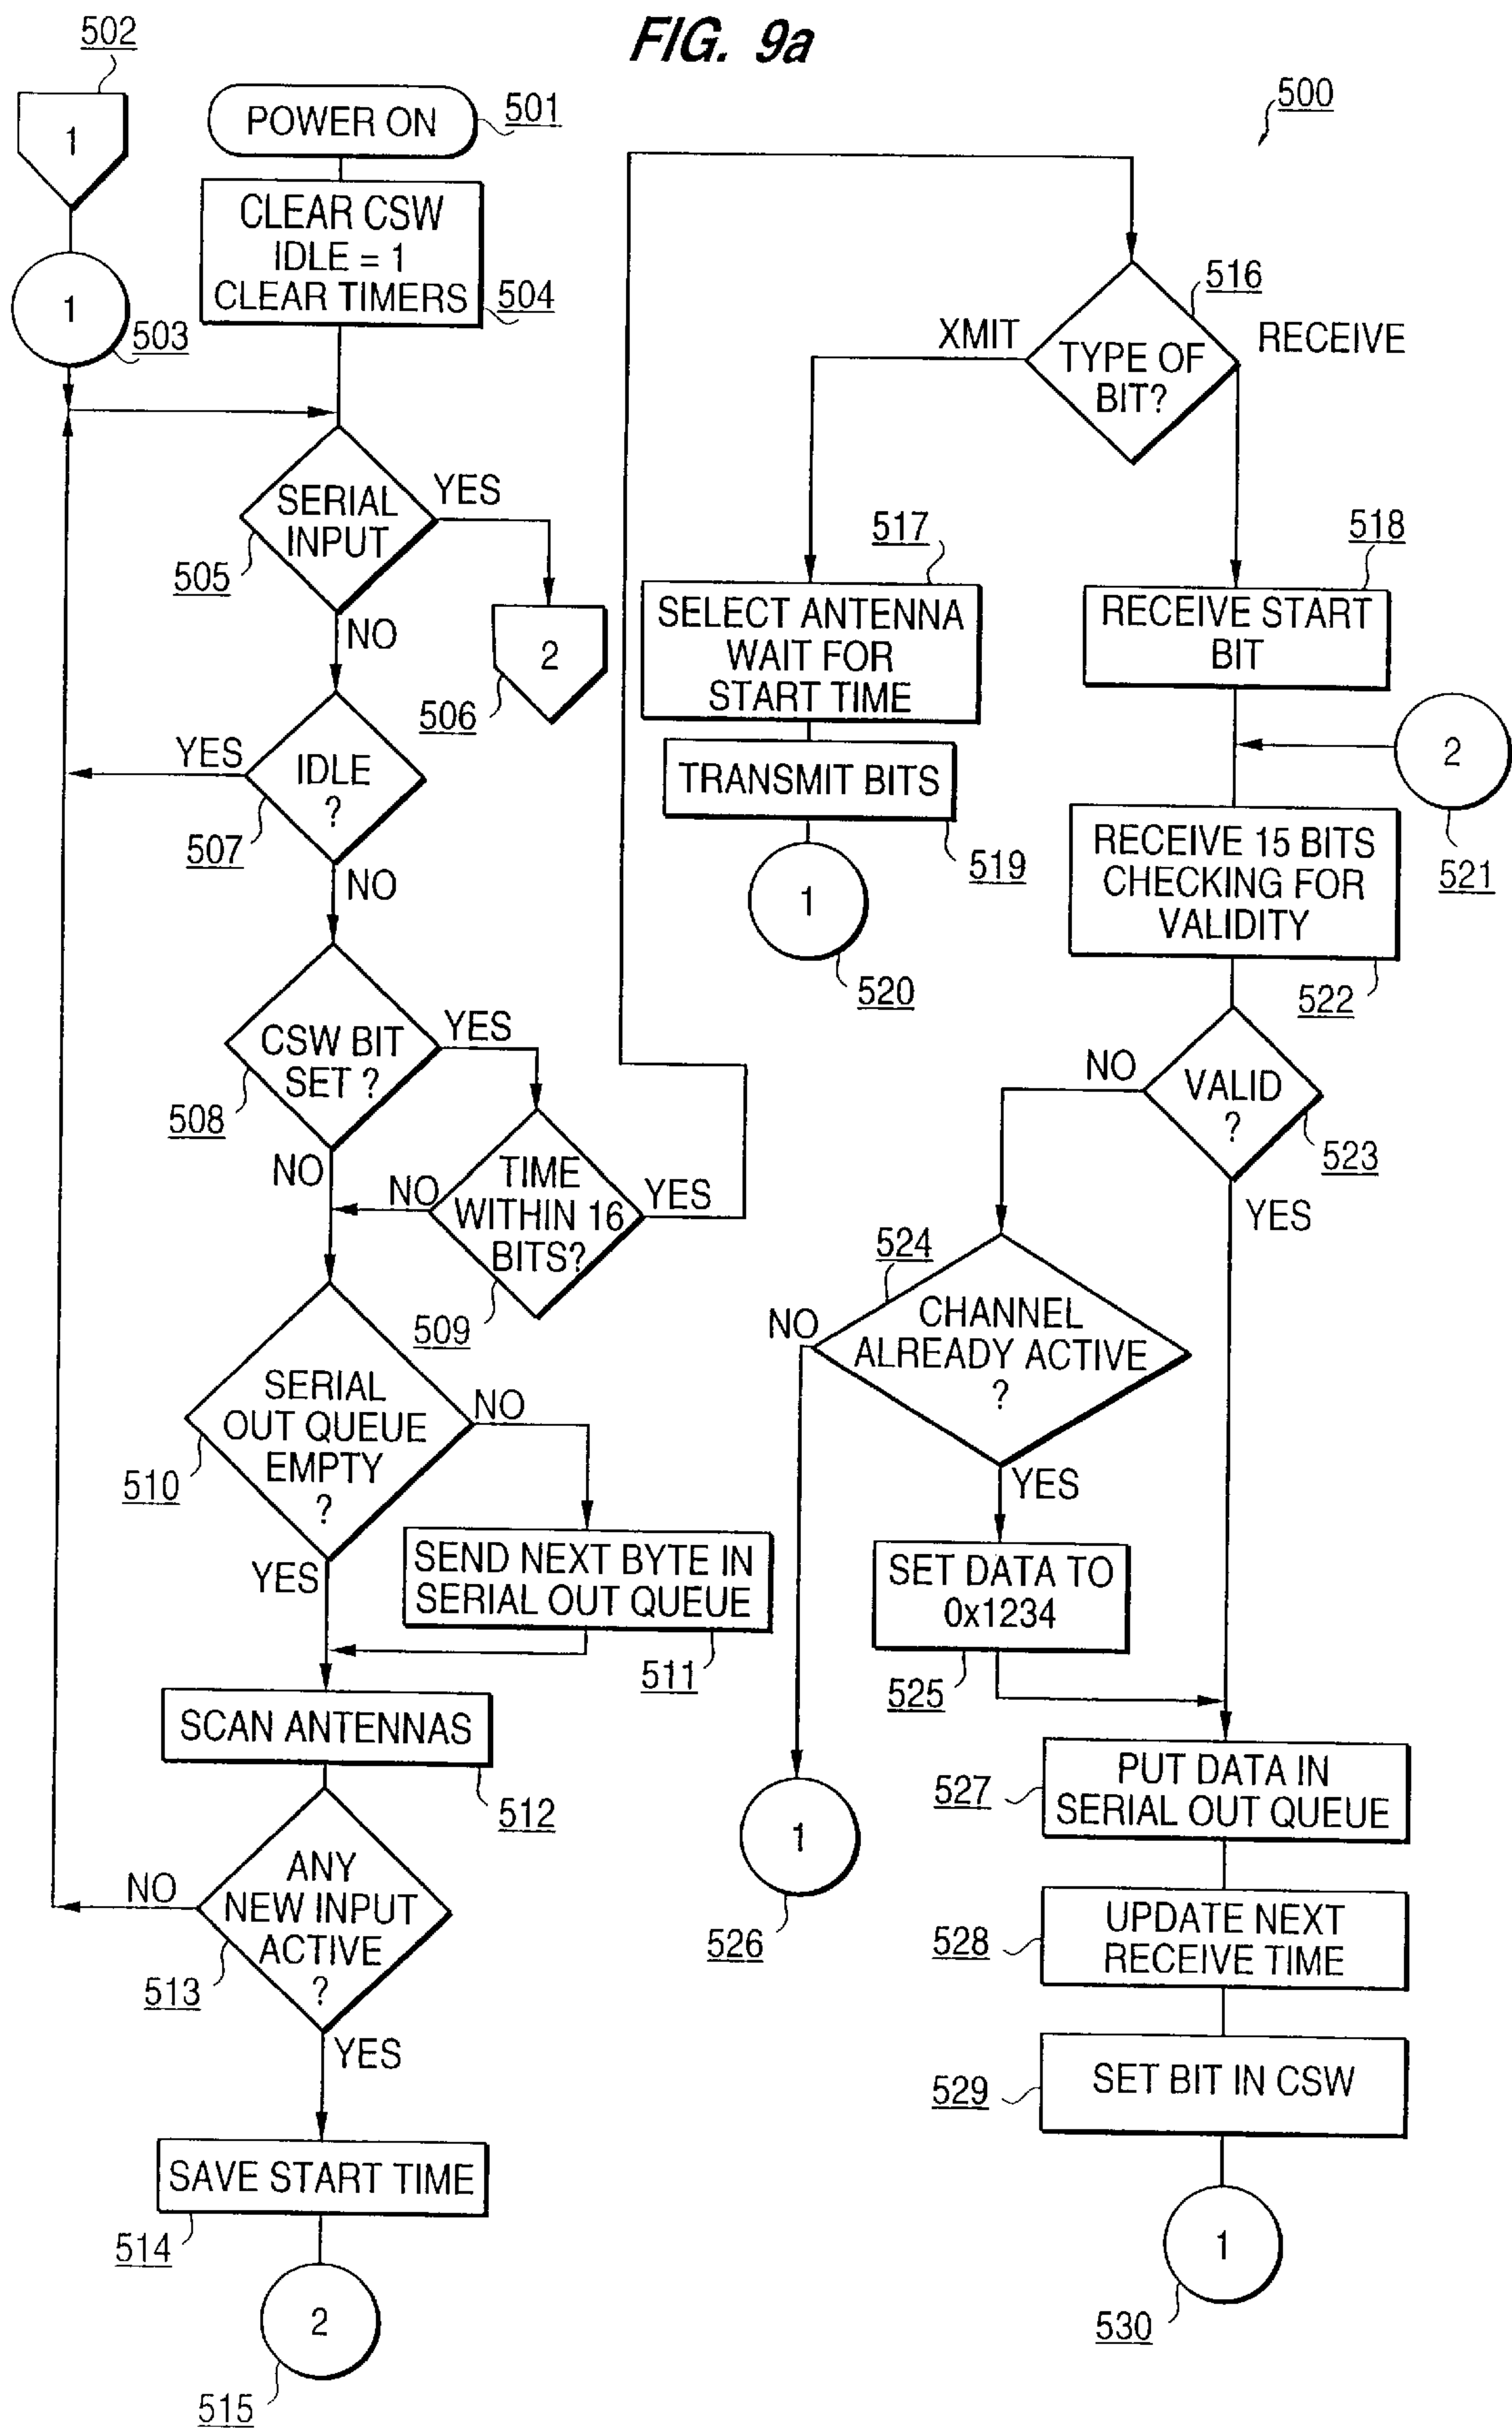 FIG. 9a
502
1
1
503
POWER ON
501
CLEAR CSW
IDLE = 1
CLEAR TIMERS
504
SERIAL
INPUT
505
YES
NO
2
506
IDLE
?
507
YES
NO
CSW BIT
SET ?
508
YES
NO
TIME
WITHIN 16
BITS?
509
NO
YES
SERIAL
OUT QUEUE
EMPTY
?
510
NO
YES
SEND NEXT BYTE IN
SERIAL OUT QUEUE
511
SCAN ANTENNAS
512
ANY
NEW INPUT
ACTIVE
?
513
NO
YES
SAVE START TIME
514
2
515
500
TYPE OF
BIT?
516
XMIT
RECEIVE
517
SELECT ANTENNA
WAIT FOR
START TIME
TRANSMIT BITS
519
1
520
518
RECEIVE START
BIT
2
521
RECEIVE 15 BITS
CHECKING FOR
VALIDITY
522
VALID
?
523
NO
YES
524
CHANNEL
ALREADY ACTIVE
?
NO
YES
SET DATA TO
0x1234
525
1
526
PUT DATA IN
SERIAL OUT QUEUE
527
UPDATE NEXT
RECEIVE TIME
528
SET BIT IN CSW
529
1
530